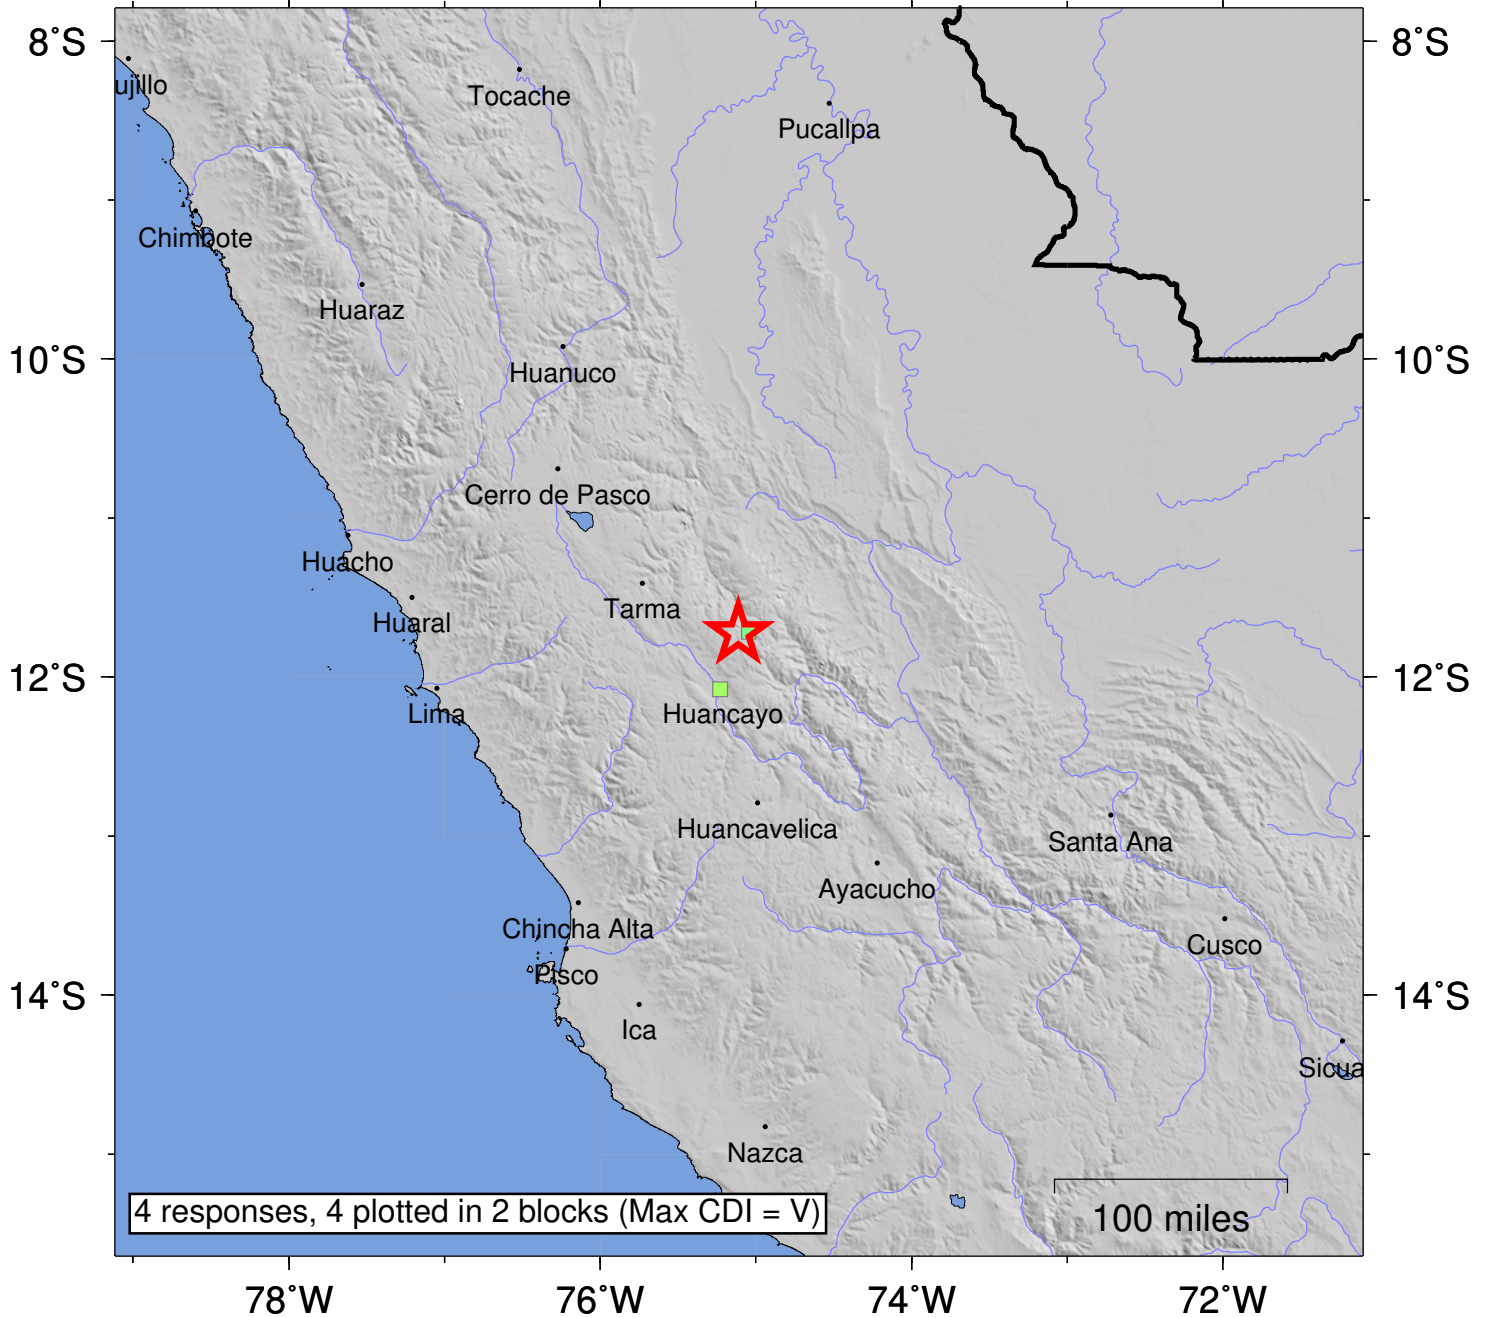 8°S
8°S
ujillo
Tocache
Pucallpa
Chimbote
Huaraz
10°S
10°S
Huanuco
Cerro de Pasco
Huacho
Tarma
Huaral
12°S
12°S
Lima
Huancayo
Huancavelica
Santa Ana
Ayacucho
Chincha Alta
Cusco
Pisco
14°S
14°S
Ica
Sicua
Nazca
4 responses, 4 plotted in 2 blocks (Max CDI = V)
100 miles
78°W
76°W
74°W
72°W